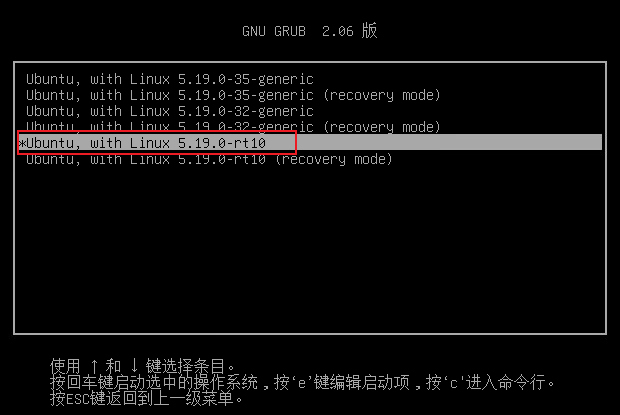 GNU GRUB 2.06 版
Ubuntu, with Linux 5.19.0-35-generic
Ubuntu, with Linux 5.19.0-35-generic (recovery mode)
Ubuntu, with Linux 5.19.0-32-generic
Ubuntu, with Linux 5.19.0-32-generic (recovery mode)
*Ubuntu, with Linux 5.19.0-rt10
Ubuntu, with Linux 5.19.0-rt10 (recovery mode)
使用 ↑ 和 ↓ 键选择条目。
按回车键启动选中的操作系统，按‘e’键编辑启动项，按‘c'进入命令行。
按ESC键返回到上一级菜单。